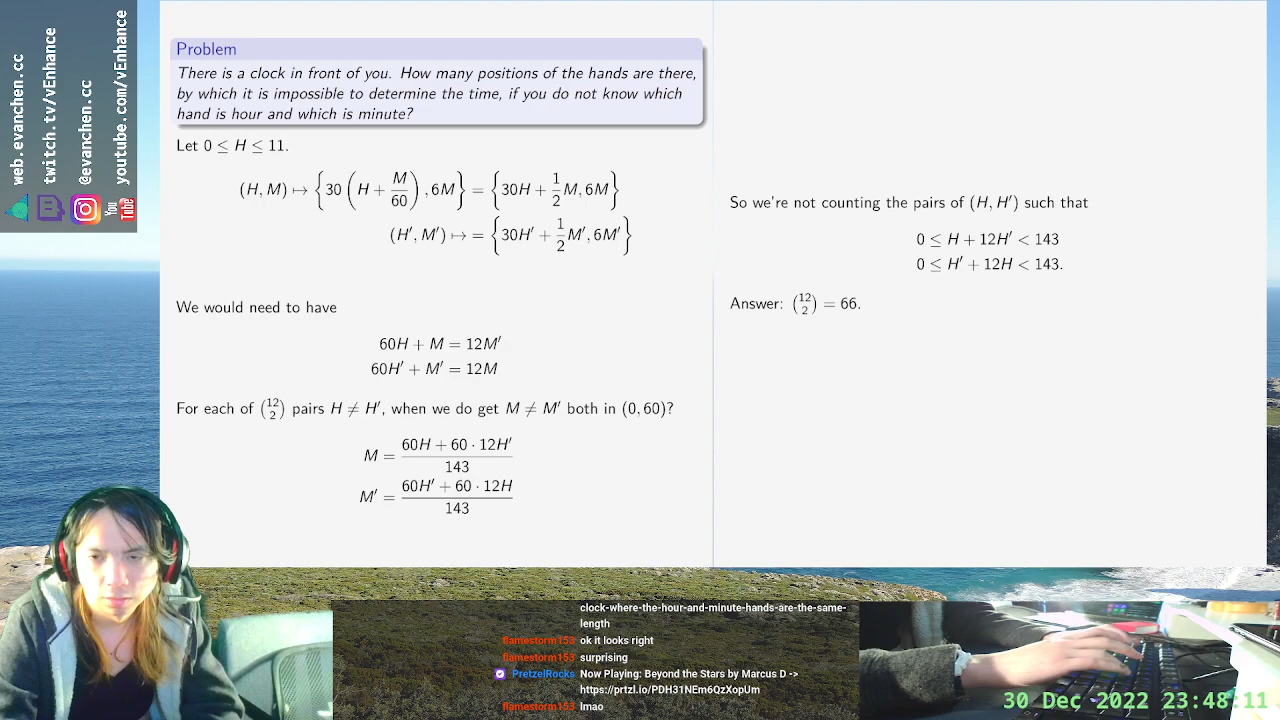 web.evanchen.cc
twitch.tv/vEnhance
@evanchen.cc
youtube.com/vEnhance
You
Tube
Problem
There is a clock in front of you. How many positions of the hands are there,
by which it is impossible to determine the time, if you do not know which
hand is hour and which is minute?
Let 0 ≤ H ≤ 11.
(H, M) ↦ {30 (H + M/60), 6M} = {30H + 1/2 M, 6M}
(H′, M′) ↦ = {30H′ + 1/2 M′, 6M′}
We would need to have
60H + M = 12M′
60H′ + M′ = 12M
For each of (12 2) pairs H ≠ H′, when we do get M ≠ M′ both in (0, 60)?
M = (60H + 60 · 12H′)/143
M′ = (60H′ + 60 · 12H)/143
So we're not counting the pairs of (H, H′) such that
0 ≤ H + 12H′ < 143
0 ≤ H′ + 12H < 143.
Answer: (12 2) = 66.
clock-where-the-hour-and-minute-hands-are-the-same-
length
flamestorm153 ok it looks right
flamestorm153 surprising
PretzelRocks Now Playing: Beyond the Stars by Marcus D ->
https://prtzl.io/PDH31NEm6QzXopUm
flamestorm153 lmao
30 Dec 2022 23:48:11